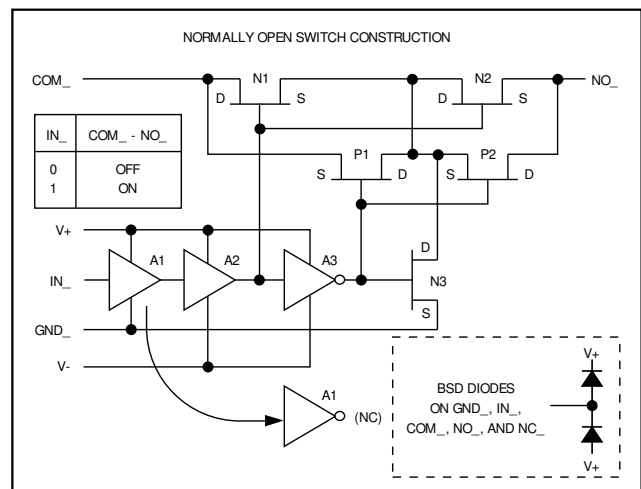 NORMALLY OPEN SWITCH CONSTRUCTION
COM_
N1
N2
NO_
D
S
D
S
IN_ COM_ - NO_
0 OFF
1 ON
P1
P2
S
D
S
D
V+
A1
A2
A3
D
IN_
N3
S
GND_
V-
A1
(NC)
V+
BSD DIODES
ON GND_, IN_,
COM_, NO_, AND NC_
V+